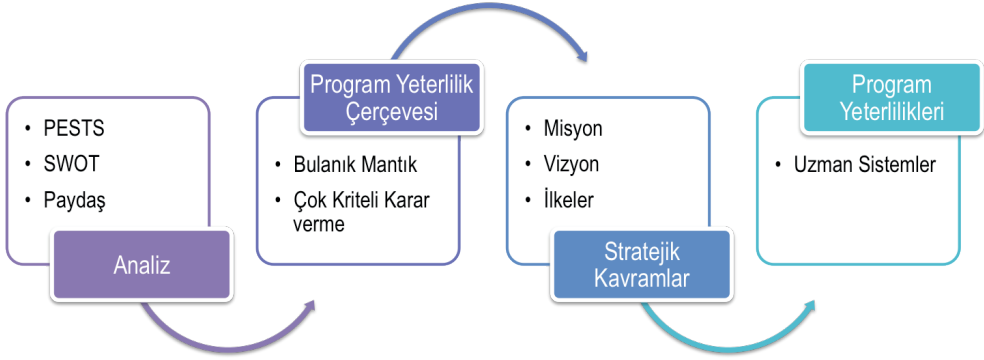 PESTS
SWOT
Paydaş
Analiz
Program Yeterlilik
Çerçevesi
Bulanık Mantık
Çok Kriteli Karar
verme
Misyon
Vizyon
İlkeler
Stratejik
Kavramlar
Program
Yeterlilikleri
Uzman Sistemler